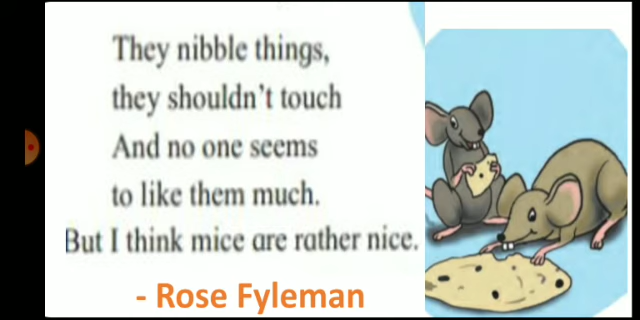 They nibble things,
they shouldn't touch
And no one seems
to like them much.
But I think mice are rather nice.
- Rose Fyleman